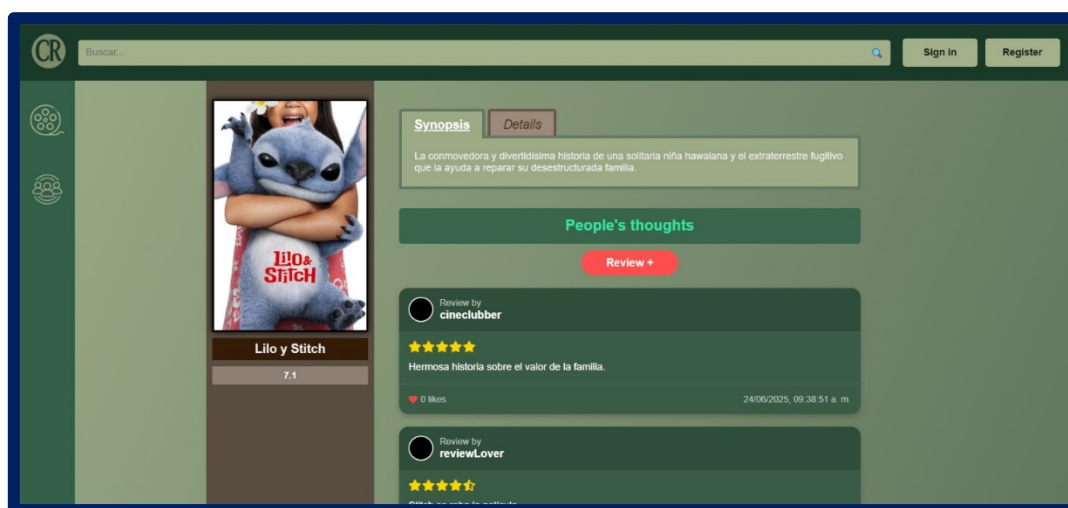 CR
Buscar...
Sign in
Register
Lilo & Stitch
Lilo y Stitch
7.1
Synopsis
Details
La conmovedora y divertidísima historia de una solitaria niña hawaiana y el extraterrestre fugitivo
que la ayuda a reparar su desestructurada familia.
People's thoughts
Review +
Review by
cineclubber
Hermosa historia sobre el valor de la familia.
0 likes
24/06/2025, 09:38:51 a. m.
Review by
reviewLover